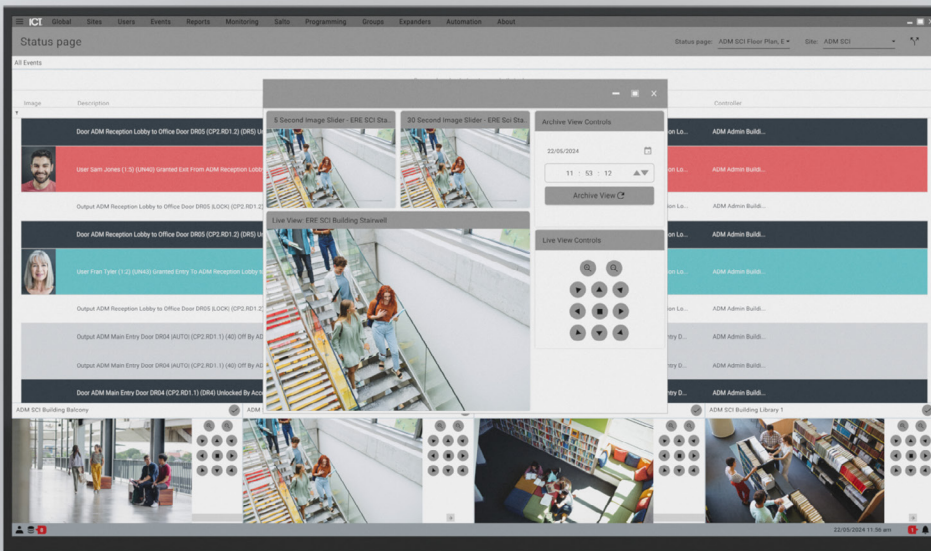 ICT Global Sites Users Events Reports Monitoring Salto Programming Groups Expanders Automation About
Status page
Status page: ADM SCI Floor Plan, E
Site: ADM SCI
All Events
Image Description Controller
Door ADM Reception Lobby to Office Door DR05 (CP2.RD1.2) (DR5)
ADM Admin Buildi...
User Sam Jones (1:5) (UN40) Granted Exit From ADM Reception Lobby
ADM Admin Buildi...
Output ADM Reception Lobby to Office Door DR05 (LOCK) (CP2.RD1.2)
ADM Admin Buildi...
Door ADM Reception Lobby to Office Door DR05 (CP2.RD1.2) (DR5)
ADM Admin Buildi...
User Fran Tyler (1:2) (UN43) Granted Entry To ADM Reception Lobby
ADM Admin Buildi...
Output ADM Reception Lobby to Office Door DR05 (LOCK) (CP2.RD1.2)
ADM Admin Buildi...
Output ADM Main Entry Door DR04 (AUTO) (CP2.RD1.1) (40) Off By
ADM Admin Buildi...
Output ADM Main Entry Door DR04 (AUTO) (CP2.RD1.1) (40) Off By
ADM Admin Buildi...
Door ADM Main Entry Door DR04 (CP2.RD1.1) (DR4) Unlocked By
ADM Admin Buildi...
5 Second Image Slider - ERE SCI Sta...
30 Second Image Slider - ERE Sci Sta...
Archive View Controls
22/05/2024
11 : 53 : 12
Archive View
Live View: ERE SCI Building Stairwell
Live View Controls
ADM SCI Building Balcony
ADM
ADM SCI Building Library 1
22/05/2024 11:56 am